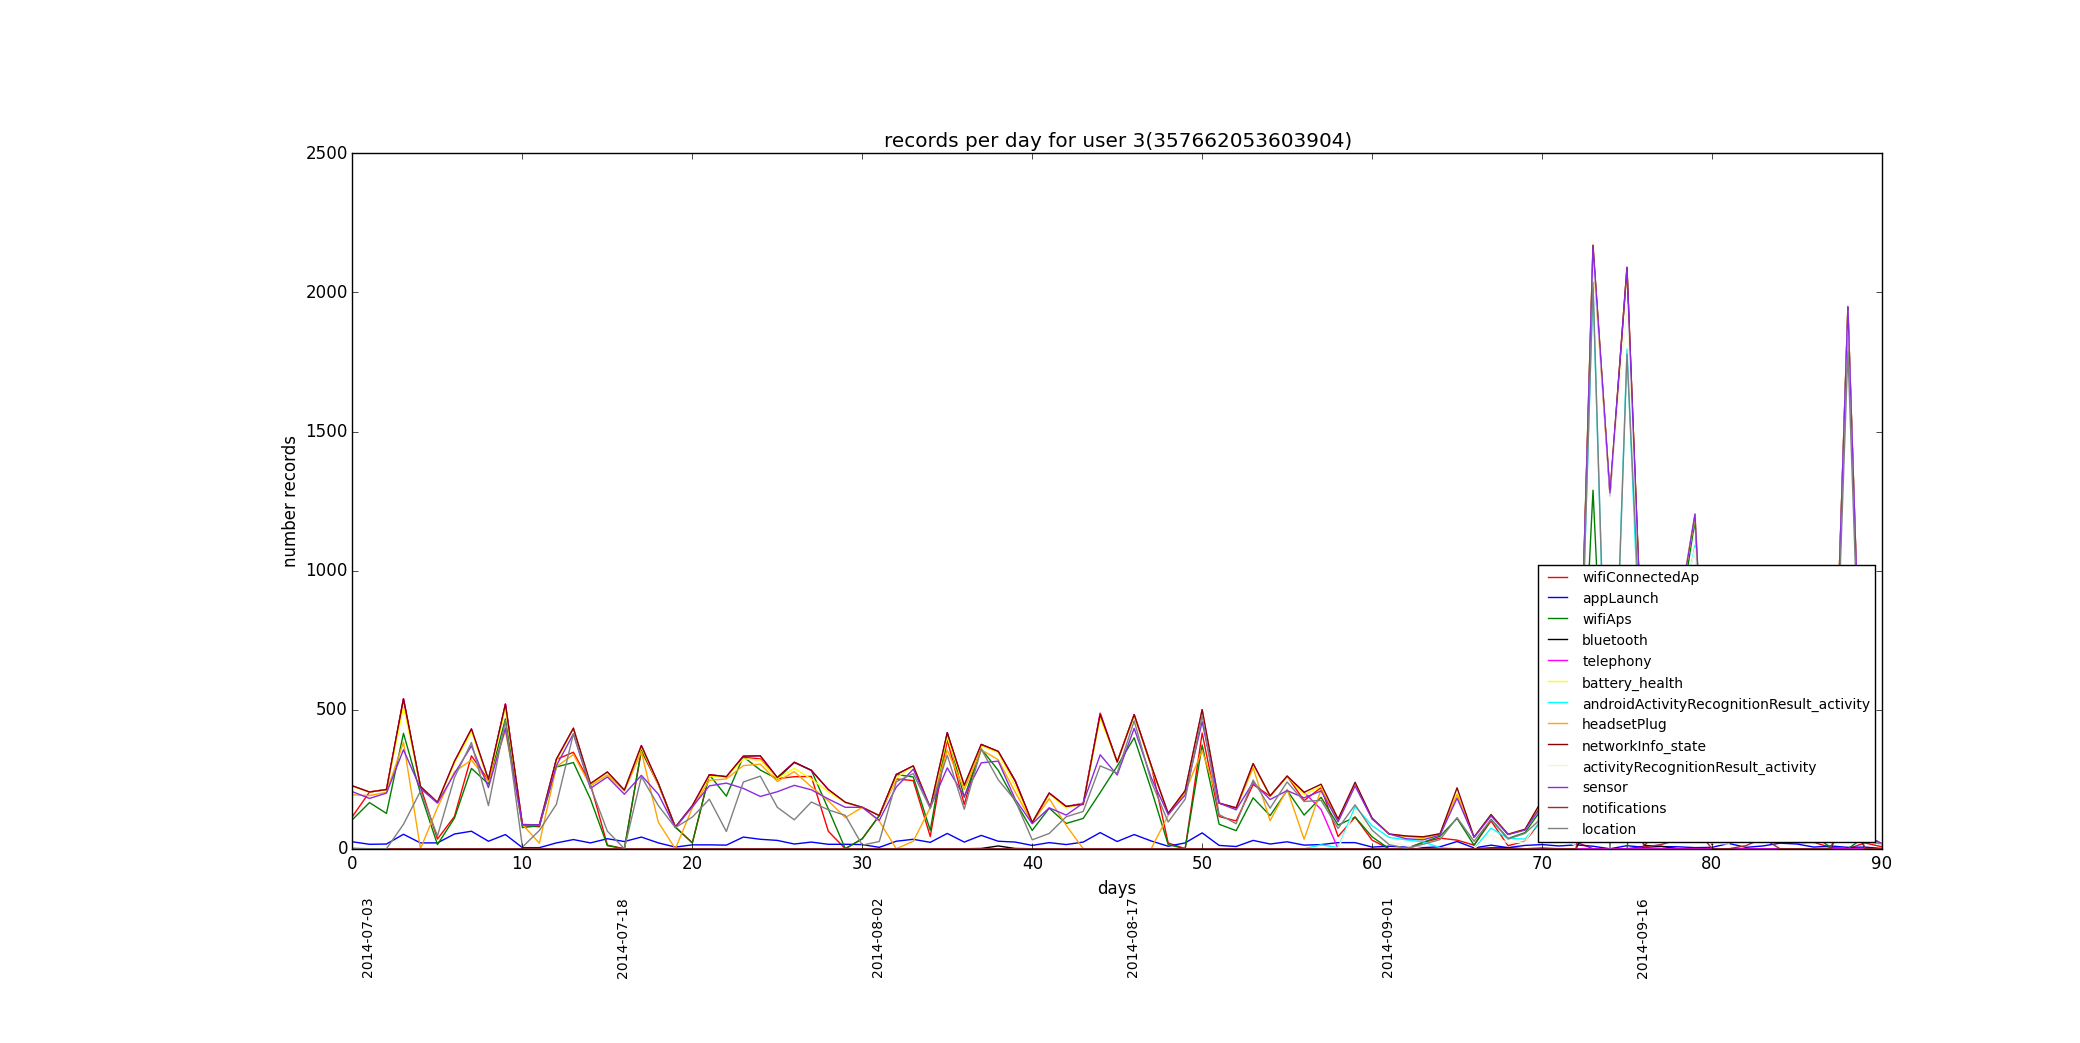 records per day for user 3(357662053603904)
2500
2000
1500
1000
500
0
number records
0 10 20 30 40 50 60 70 80 90
days
2014-07-03 2014-07-18 2014-08-02 2014-08-17 2014-09-01 2014-09-16
wifiConnectedAp
appLaunch
wifiAps
bluetooth
telephony
battery_health
androidActivityRecognitionResult_activity
headsetPlug
networkInfo_state
activityRecognitionResult_activity
sensor
notifications
location